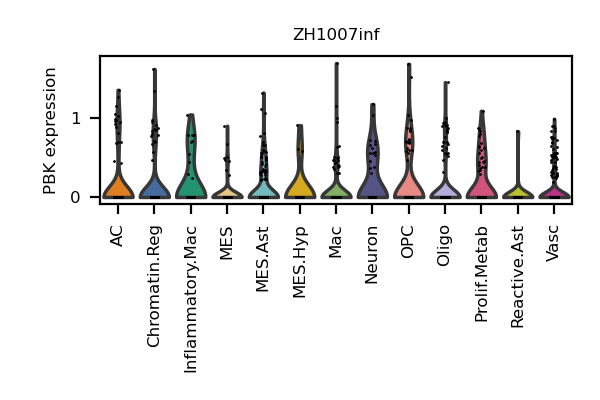 ZH1007inf
PBK expression
1
0
AC
Chromatin.Reg
Inflammatory.Mac
MES
MES.Ast
MES.Hyp
Mac
Neuron
OPC
Oligo
Prolif.Metab
Reactive.Ast
Vasc